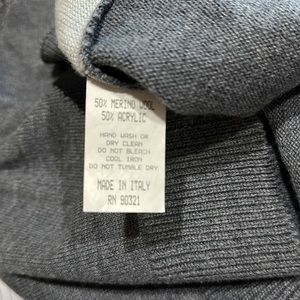 50% MERINO WOOL
50% ACRYLIC
HAND WASH OR
DRY CLEAN
DO NOT BLEACH
COOL IRON
DO NOT TUMBLE DRY
MADE IN ITALY
RN 90321